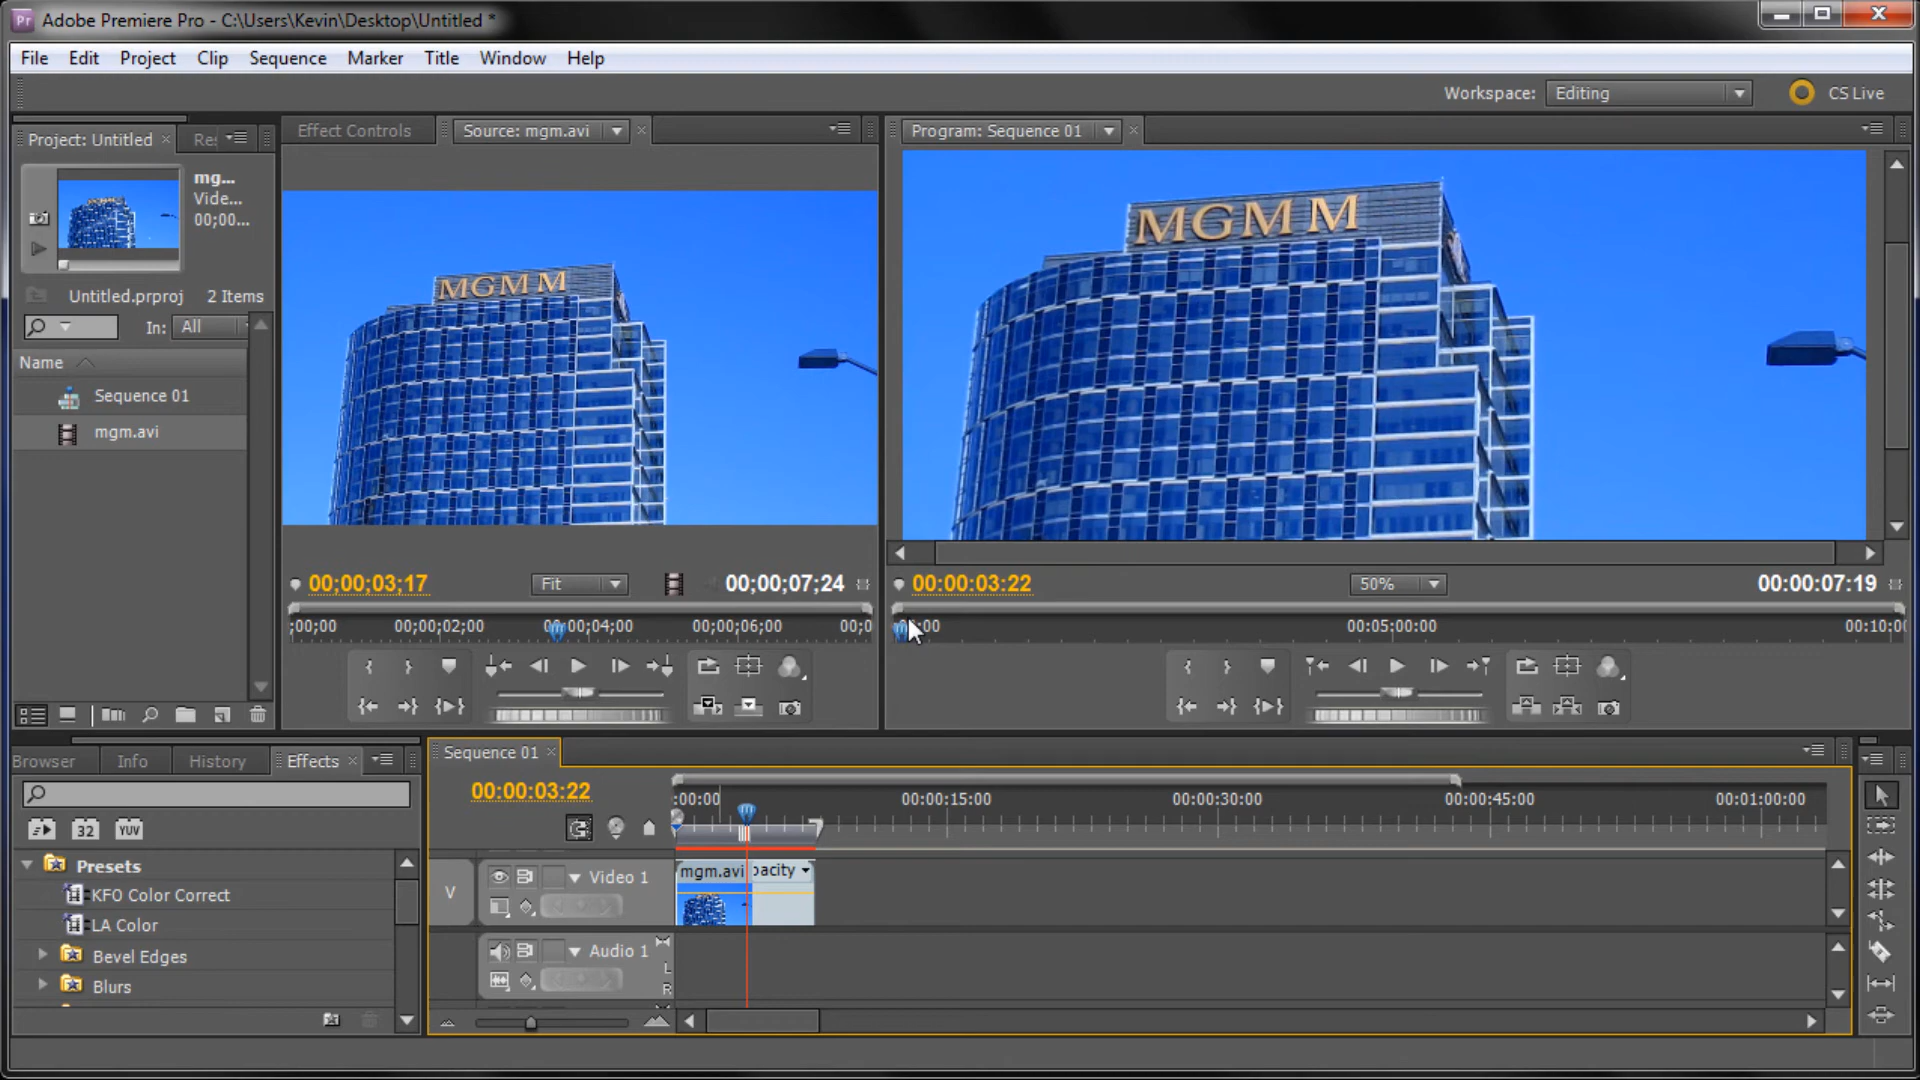 Pr Adobe Premiere Pro - C:\Users\Kevin\Desktop\Untitled *
File Edit Project Clip Sequence Marker Title Window Help
Workspace: Editing CS Live
Project: Untitled
Effect Controls
Source: mgm.avi
Program: Sequence 01
mg...
Vide...
00;00...
MGM M
MGM M
Untitled.prproj 2 Items
In: All
Name
Sequence 01
mgm.avi
00;00;03;17 Fit 00;00;07;24
;00;00 00;00;02;00 00;00;04;00 00;00;06;00 00;0
00:00:03:22 50% 00:00:07:19
:00 00:05:00:00 00:10:0
Browser Info History Effects
32 YUV
Presets
KFO Color Correct
LA Color
Bevel Edges
Blurs
Sequence 01
00:00:03:22
:00:00 00:00:15:00 00:00:30:00 00:00:45:00 00:01:00:00
V Video 1 mgm.avi pacity
Audio 1
L
R